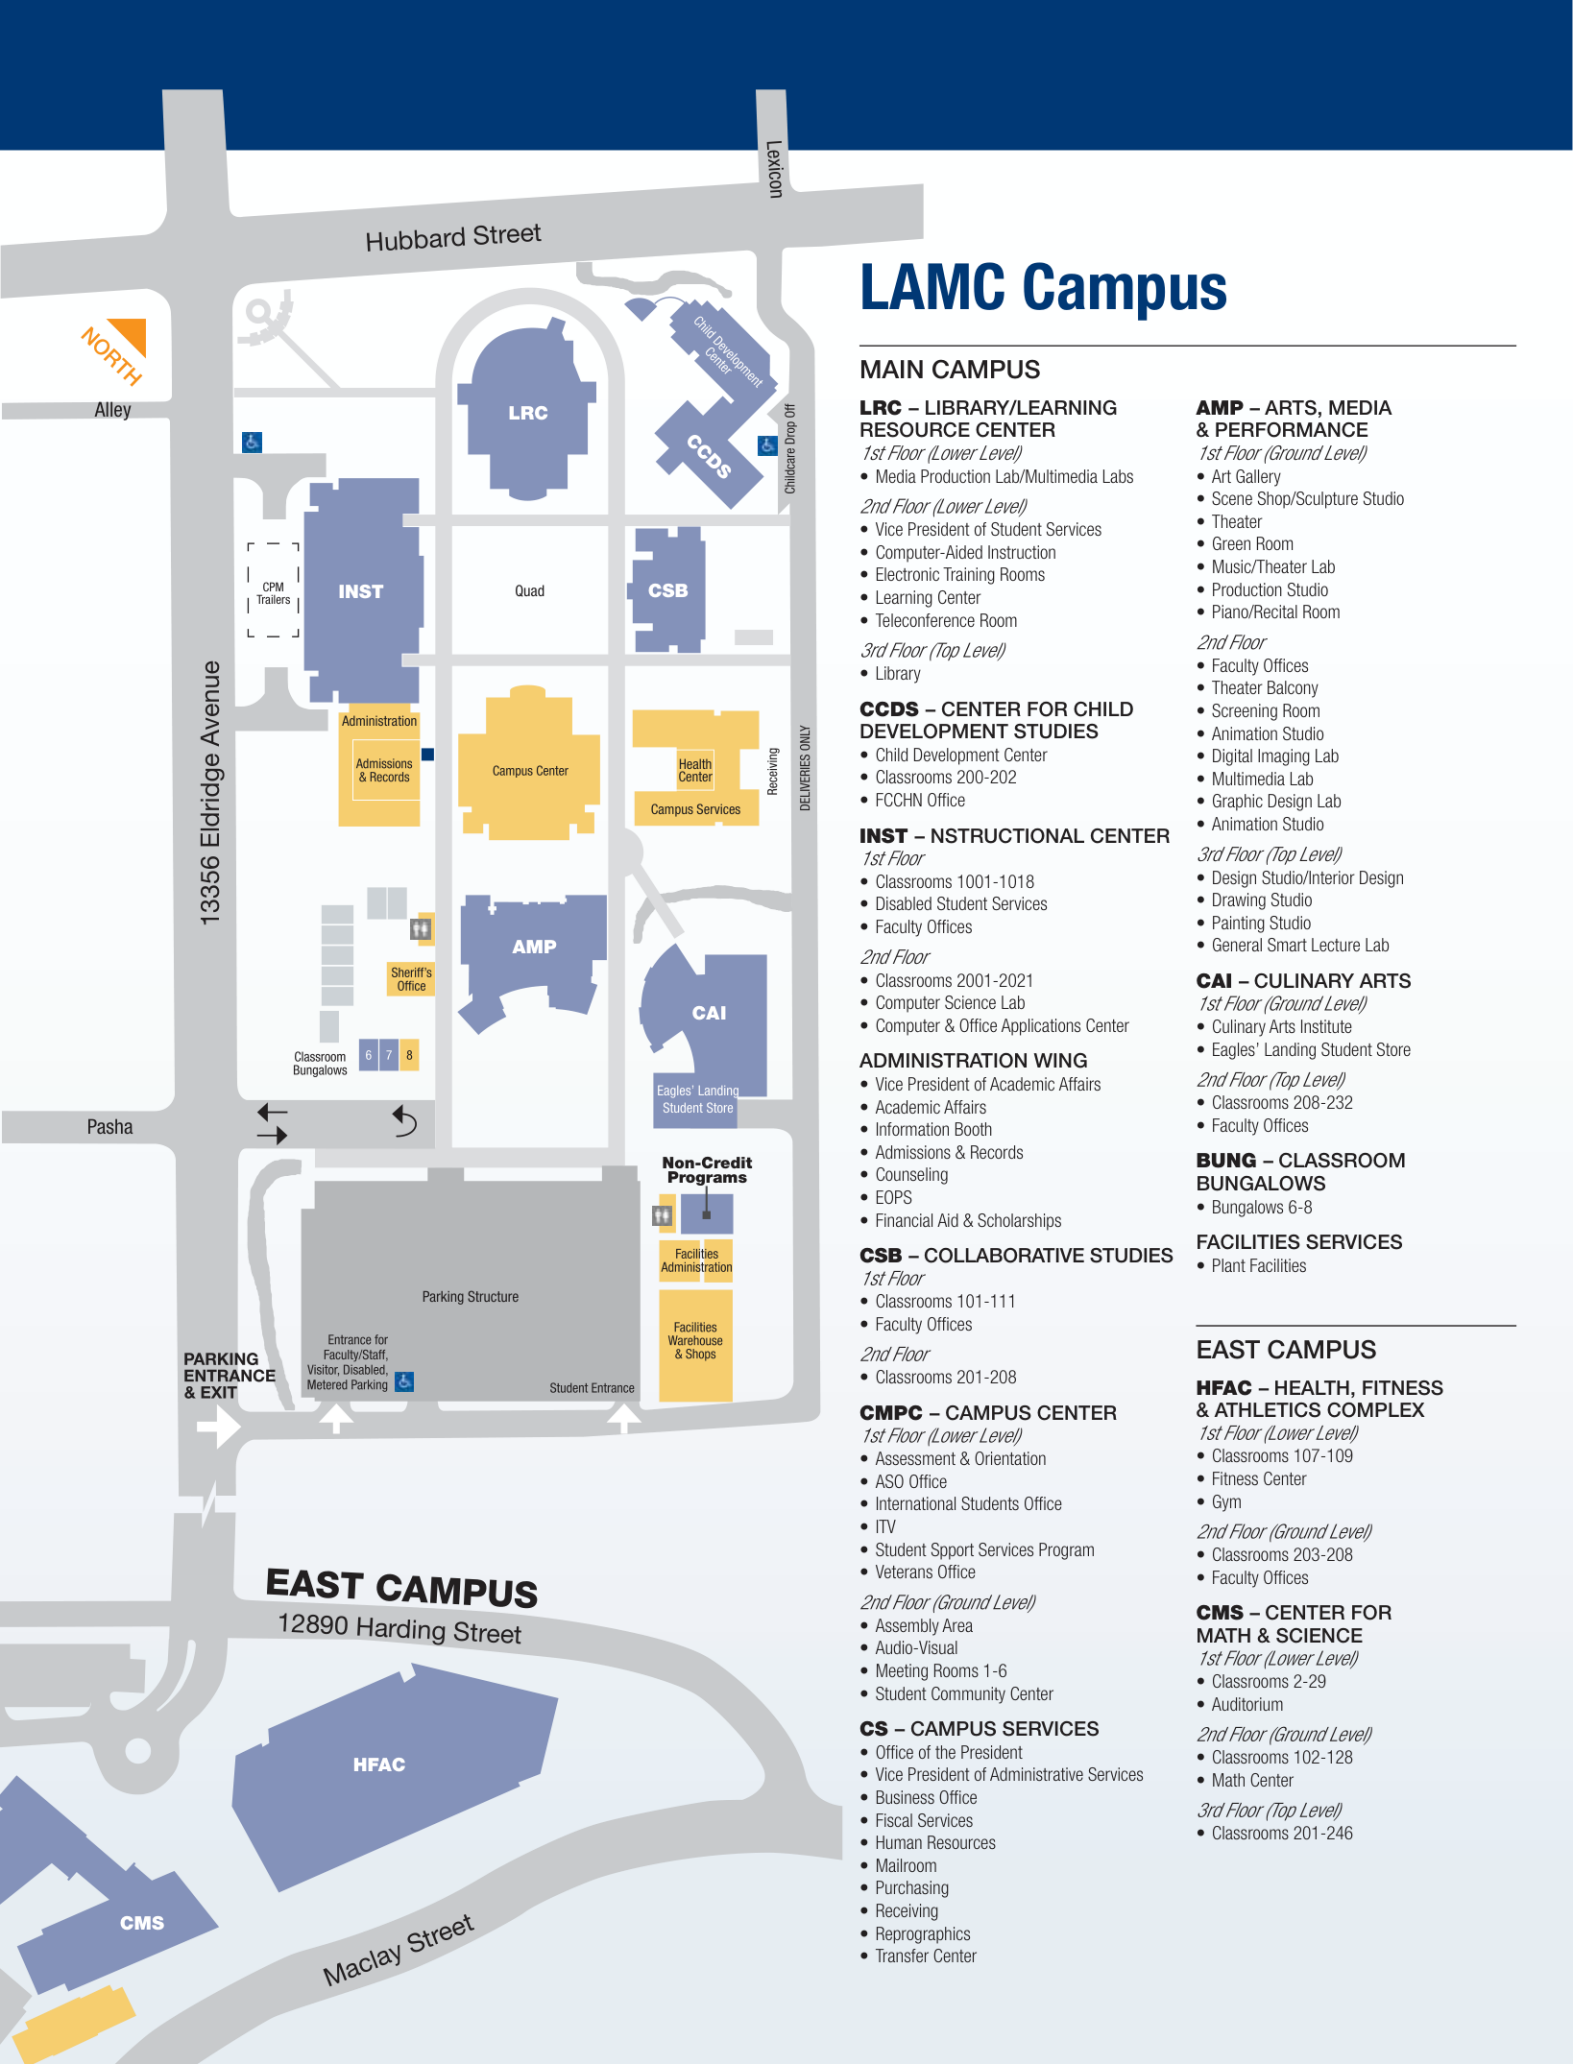 Lexicon
Hubbard Street
NORTH
Alley
13356 Eldridge Avenue
LRC
Child Development
Center
CCDS
Childcare Drop Off
CPM
Trailers
INST
Quad
CSB
Administration
Admissions
& Records
Campus Center
Health
Center
Campus Services
Receiving
DELIVERIES ONLY
AMP
Sheriff's
Office
CAI
Classroom
Bungalows
6
7
8
Eagles' Landing
Student Store
Pasha
Non-Credit
Programs
Facilities
Administration
Parking Structure
Facilities
Warehouse
& Shops
Entrance for
Faculty/Staff,
Visitor, Disabled,
Metered Parking
Student Entrance
PARKING
ENTRANCE
& EXIT
EAST CAMPUS
12890 Harding Street
HFAC
CMS
Maclay Street
LAMC Campus
MAIN CAMPUS
LRC – LIBRARY/LEARNING
RESOURCE CENTER
1st Floor (Lower Level)
• Media Production Lab/Multimedia Labs
2nd Floor (Lower Level)
• Vice President of Student Services
• Computer-Aided Instruction
• Electronic Training Rooms
• Learning Center
• Teleconference Room
3rd Floor (Top Level)
• Library
CCDS – CENTER FOR CHILD
DEVELOPMENT STUDIES
• Child Development Center
• Classrooms 200-202
• FCCHN Office
INST – NSTRUCTIONAL CENTER
1st Floor
• Classrooms 1001-1018
• Disabled Student Services
• Faculty Offices
2nd Floor
• Classrooms 2001-2021
• Computer Science Lab
• Computer & Office Applications Center
ADMINISTRATION WING
• Vice President of Academic Affairs
• Academic Affairs
• Information Booth
• Admissions & Records
• Counseling
• EOPS
• Financial Aid & Scholarships
CSB – COLLABORATIVE STUDIES
1st Floor
• Classrooms 101-111
• Faculty Offices
2nd Floor
• Classrooms 201-208
CMPC – CAMPUS CENTER
1st Floor (Lower Level)
• Assessment & Orientation
• ASO Office
• International Students Office
• ITV
• Student Spport Services Program
• Veterans Office
2nd Floor (Ground Level)
• Assembly Area
• Audio-Visual
• Meeting Rooms 1-6
• Student Community Center
CS – CAMPUS SERVICES
• Office of the President
• Vice President of Administrative Services
• Business Office
• Fiscal Services
• Human Resources
• Mailroom
• Purchasing
• Receiving
• Reprographics
• Transfer Center
AMP – ARTS, MEDIA
& PERFORMANCE
1st Floor (Ground Level)
• Art Gallery
• Scene Shop/Sculpture Studio
• Theater
• Green Room
• Music/Theater Lab
• Production Studio
• Piano/Recital Room
2nd Floor
• Faculty Offices
• Theater Balcony
• Screening Room
• Animation Studio
• Digital Imaging Lab
• Multimedia Lab
• Graphic Design Lab
• Animation Studio
3rd Floor (Top Level)
• Design Studio/Interior Design
• Drawing Studio
• Painting Studio
• General Smart Lecture Lab
CAI – CULINARY ARTS
1st Floor (Ground Level)
• Culinary Arts Institute
• Eagles' Landing Student Store
2nd Floor (Top Level)
• Classrooms 208-232
• Faculty Offices
BUNG – CLASSROOM
BUNGALOWS
• Bungalows 6-8
FACILITIES SERVICES
• Plant Facilities
EAST CAMPUS
HFAC – HEALTH, FITNESS
& ATHLETICS COMPLEX
1st Floor (Lower Level)
• Classrooms 107-109
• Fitness Center
• Gym
2nd Floor (Ground Level)
• Classrooms 203-208
• Faculty Offices
CMS – CENTER FOR
MATH & SCIENCE
1st Floor (Lower Level)
• Classrooms 2-29
• Auditorium
2nd Floor (Ground Level)
• Classrooms 102-128
• Math Center
3rd Floor (Top Level)
• Classrooms 201-246